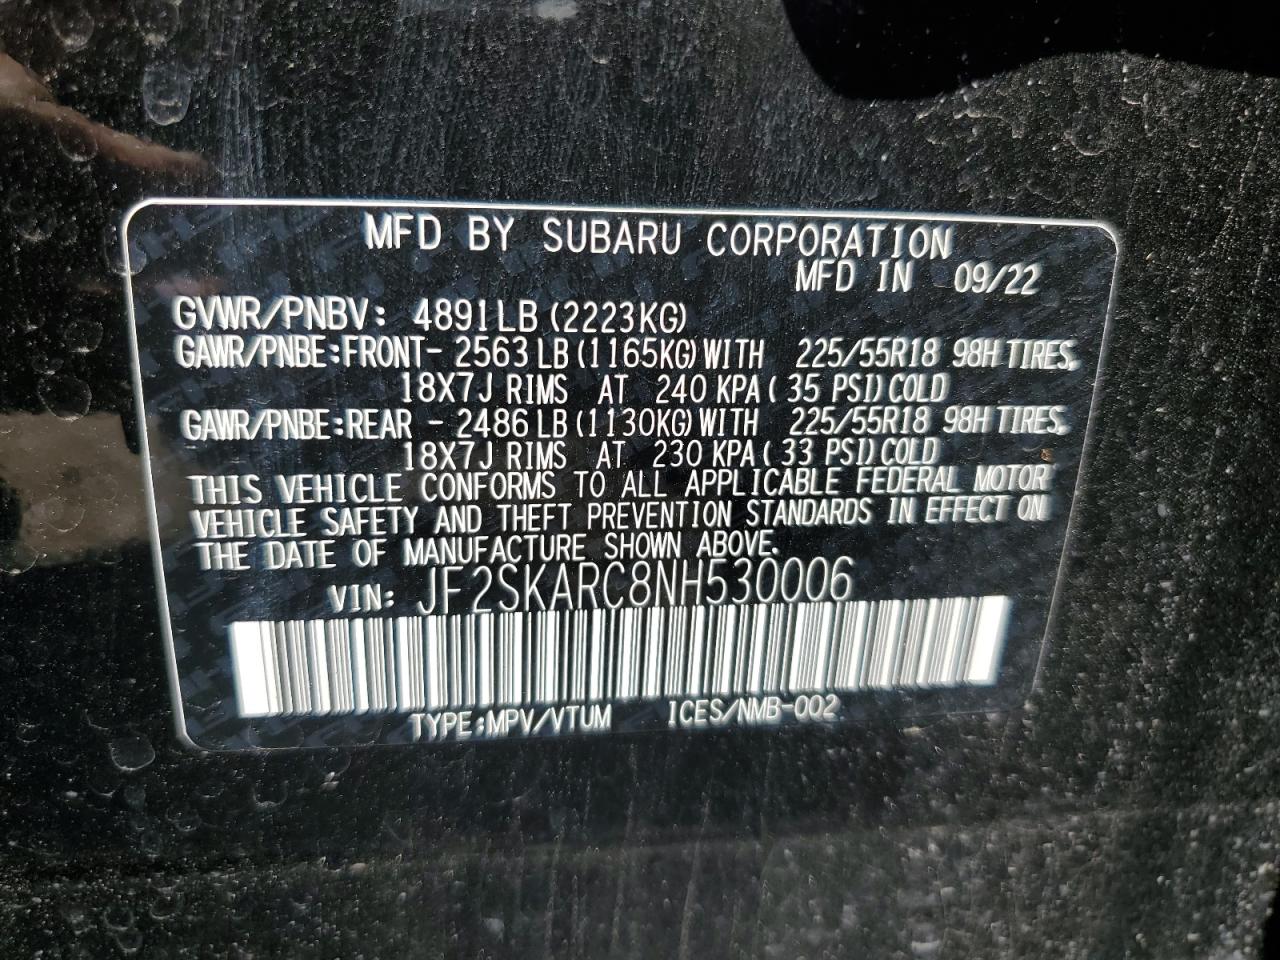 MFD BY SUBARU CORPORATION
MFD IN 09/22
GVWR/PNBV: 4891LB (2223KG)
GAWR/PNBE:FRONT- 2563 LB (1165KG) WITH 225/55R18 98H TIRES,
18X7J RIMS AT 240 KPA ( 35 PSI) COLD
GAWR/PNBE:REAR - 2486 LB (1130KG) WITH 225/55R18 98H TIRES,
18X7J RIMS AT 230 KPA ( 33 PSI) COLD
THIS VEHICLE CONFORMS TO ALL APPLICABLE FEDERAL MOTOR
VEHICLE SAFETY AND THEFT PREVENTION STANDARDS IN EFFECT ON
THE DATE OF MANUFACTURE SHOWN ABOVE.
VIN: JF2SKARC8NH530006
TYPE:MPV/VTUM ICES/NMB-002